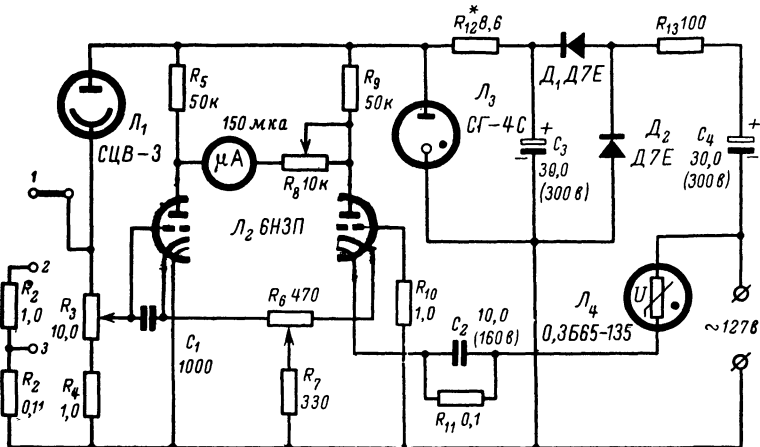 R12* 8,6
R13 100
Д1 Д7Е
R5
50к
R9
50к
Л1
СЦВ-3
150 мка
μA
R8 10к
Л3
СГ-4С
+
C3
30,0
(300 в)
−
Д2
Д7Е
+
C4
30,0
(300 в)
−
1
Л2 6Н3П
2
R2
1,0
R3
10,0
3
R2
0,11
R4
1,0
C1
1000
R6 470
R7
330
R10
1,0
10,0
C2 (160 в)
R11 0,1
U
Л4
0,3Б65-135
~127в